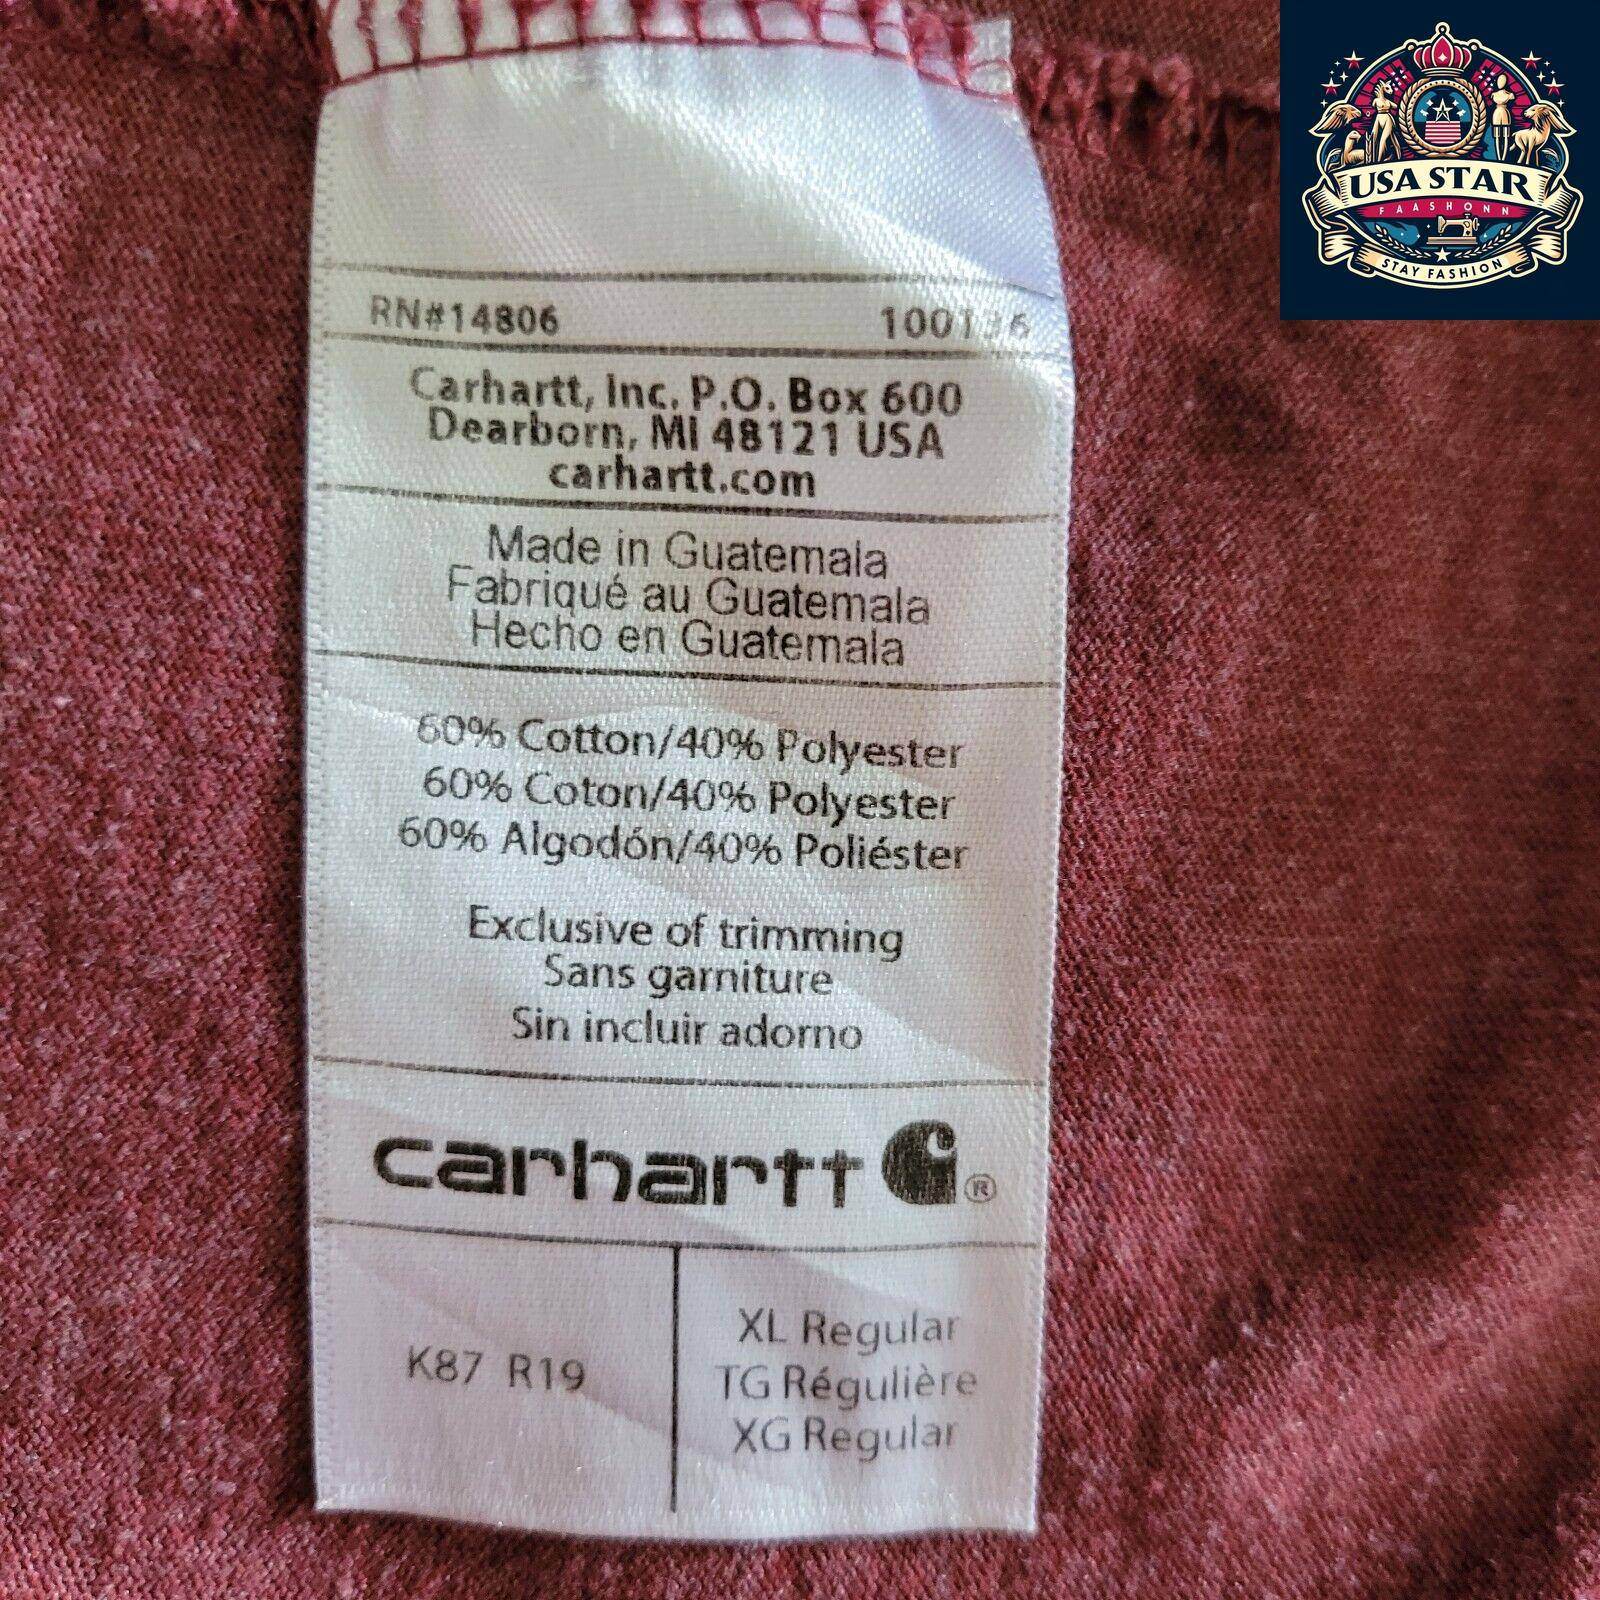 USA STAR
FAASHONN
STAY FASHION
RN#14806
Carhartt, Inc. P.O. Box 600
Dearborn, MI 48121 USA
carhartt.com
Made in Guatemala
Fabriqué au Guatemala
Hecho en Guatemala
60% Cotton/40% Polyester
60% Coton/40% Polyester
60% Algodón/40% Poliéster
Exclusive of trimming
Sans garniture
Sin incluir adorno
carhartt ®
K87 R19
XL Regular
TG Régulière
XG Regular